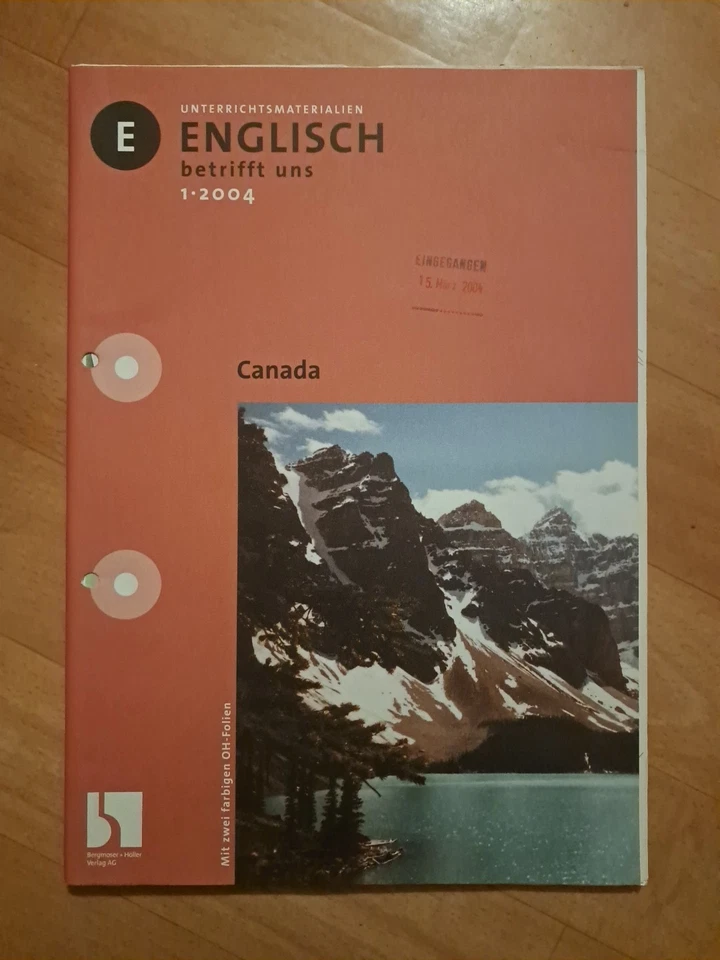 E
UNTERRICHTSMATERIALIEN
ENGLISCH
betrifft uns
1·2004
EINGEGANGEN
15. März 2004
Canada
Mit zwei farbigen OH-Folien
Bergmoser + Höller
Verlag AG